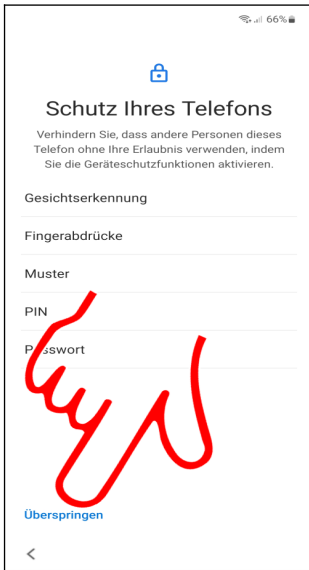 66%
Schutz Ihres Telefons
Verhindern Sie, dass andere Personen dieses
Telefon ohne Ihre Erlaubnis verwenden, indem
Sie die Geräteschutzfunktionen aktivieren.
Gesichtserkennung
Fingerabdrücke
Muster
PIN
Passwort
Überspringen